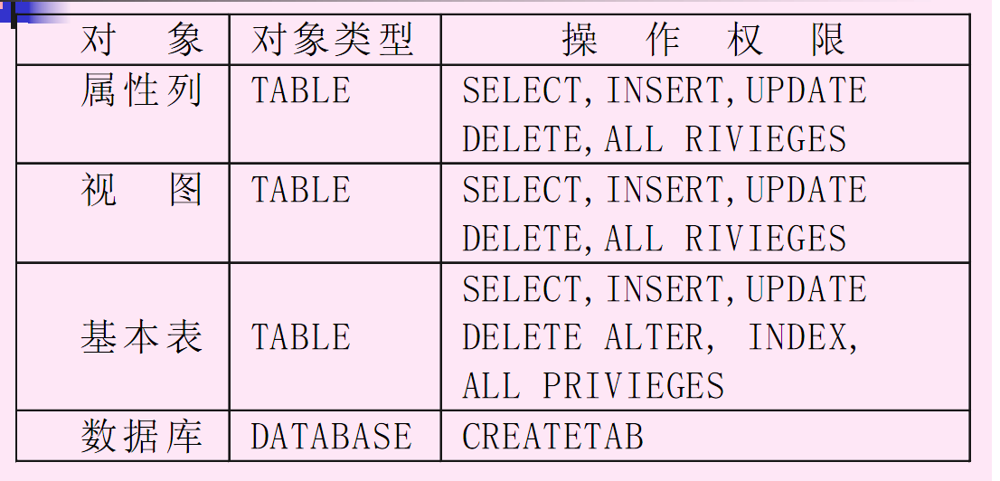 对 象 对象类型 操 作 权 限
属性列 TABLE SELECT,INSERT,UPDATE
DELETE,ALL RIVIEGES
视 图 TABLE SELECT,INSERT,UPDATE
DELETE,ALL RIVIEGES
SELECT,INSERT,UPDATE
基本表 TABLE DELETE ALTER, INDEX,
ALL PRIVIEGES
数据库 DATABASE CREATETAB